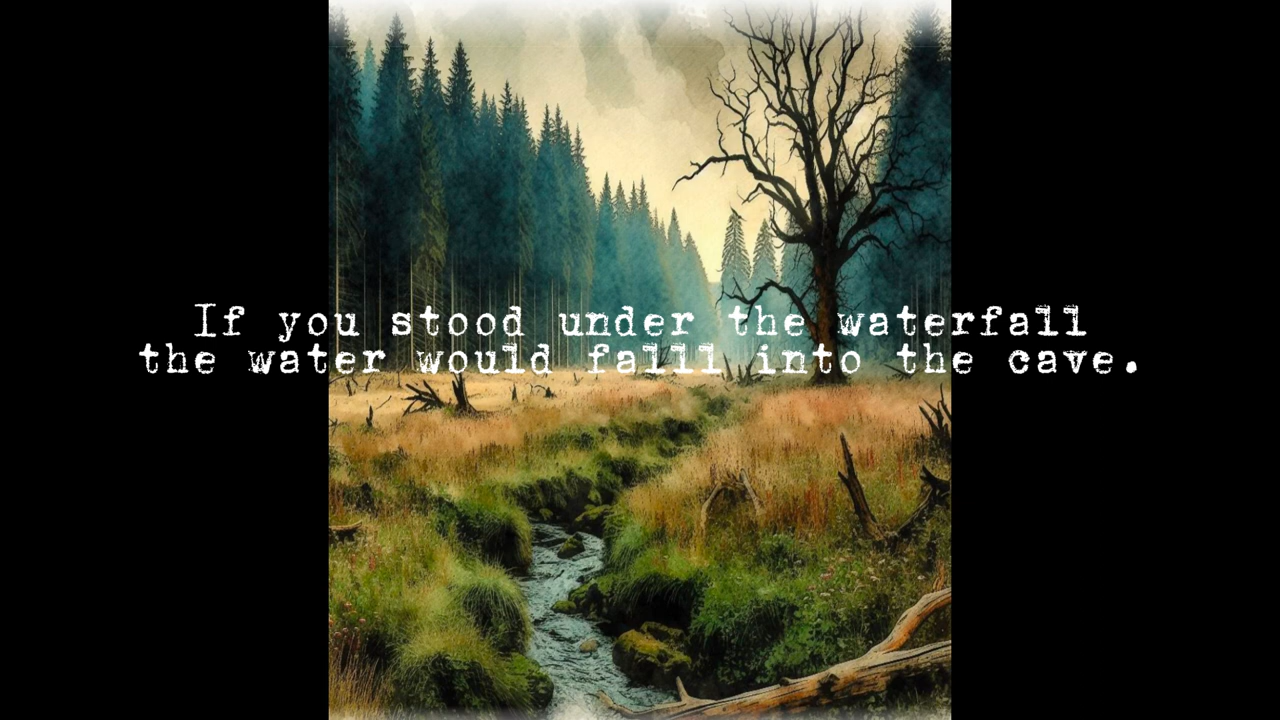 If you stood under the waterfall
the water would falll into the cave.